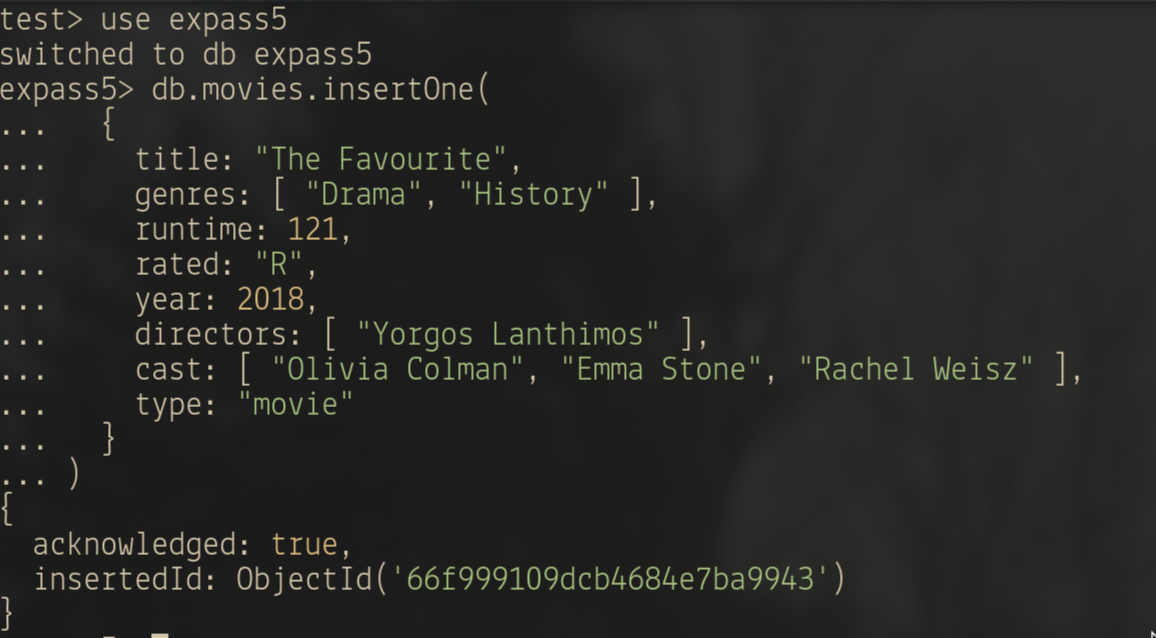 test> use expass5
switched to db expass5
expass5> db.movies.insertOne(
...   {
...     title: "The Favourite",
...     genres: [ "Drama", "History" ],
...     runtime: 121,
...     rated: "R",
...     year: 2018,
...     directors: [ "Yorgos Lanthimos" ],
...     cast: [ "Olivia Colman", "Emma Stone", "Rachel Weisz" ],
...     type: "movie"
...   }
... )
{
  acknowledged: true,
  insertedId: ObjectId('66f999109dcb4684e7ba9943')
}